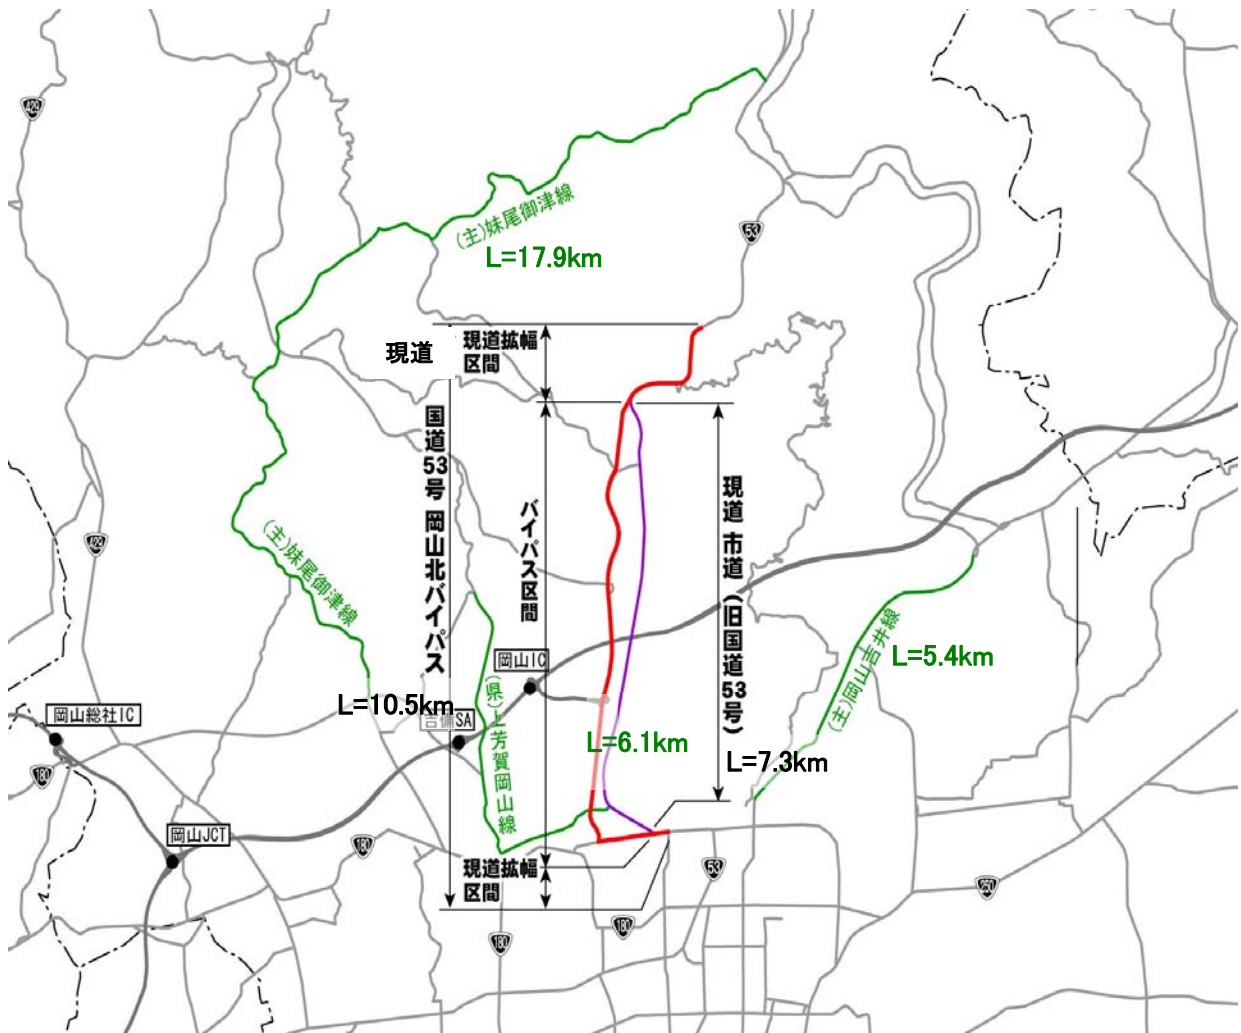 429
(主)妹尾御津線
L=17.9km
53
現道
現道拡幅
区間
国道53号 岡山北バイパス
バイパス区間
現道 市道(旧国道53号)
429
(主)妹尾御津線
岡山IC
(主)岡山吉井線
L=5.4km
L=10.5km
岡山総社IC
吉備SA
(県)上芳賀岡山線
L=6.1km
L=7.3km
180
岡山JCT
180
現道拡幅
区間
53
250
180
180